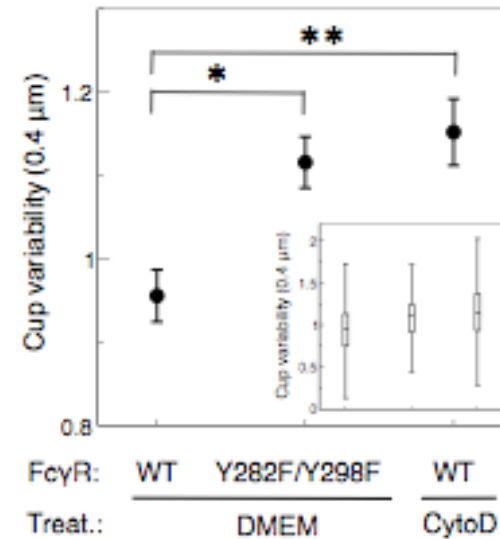 **
*
1.2
1
0.8
Cup variability (0.4 μm)
2
1.5
1
0.5
0
Cup variability (0.4 μm)
FcγR: WT Y282F/Y298F WT
Treat.: DMEM CytoD